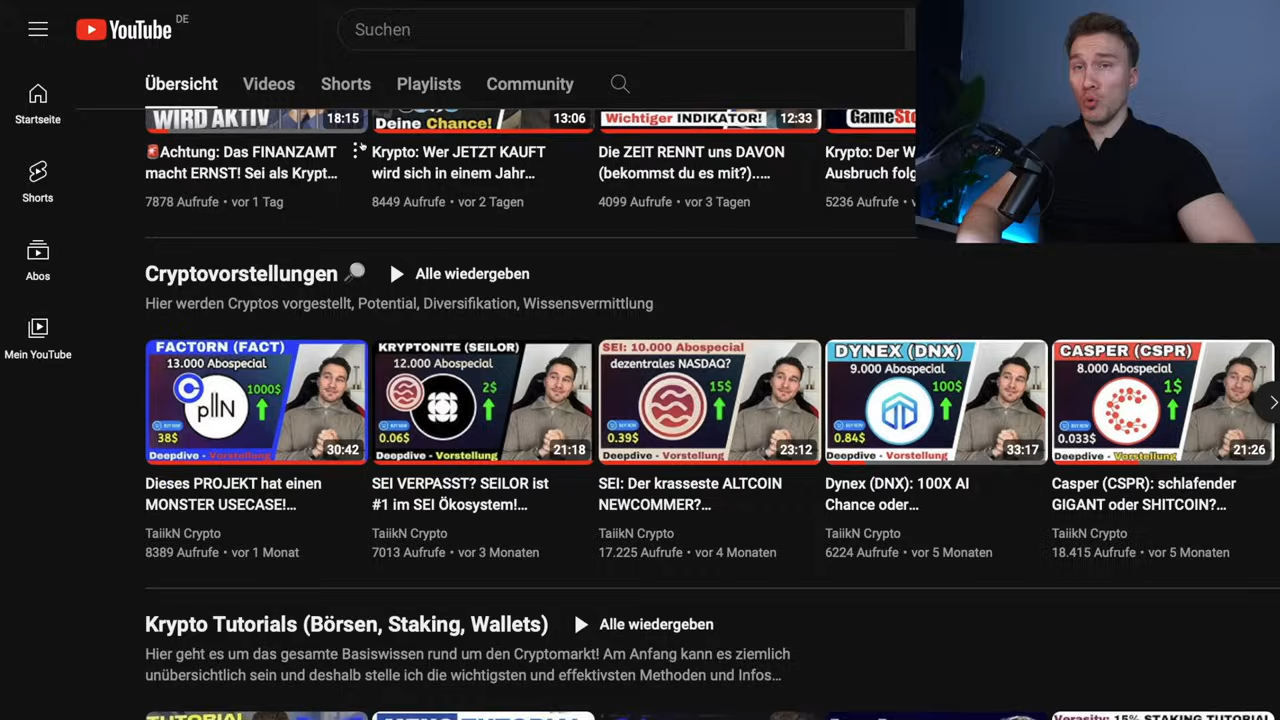 YouTube DE
Suchen
Übersicht Videos Shorts Playlists Community
Startseite
Shorts
Abos
Mein YouTube
WIRD AKTIV
18:15
Deine Chance!
13:06
Wichtiger INDIKATOR!
12:33
🚨Achtung: Das FINANZAMT
macht ERNST! Sei als Krypt...
7878 Aufrufe • vor 1 Tag
Krypto: Wer JETZT KAUFT
wird sich in einem Jahr...
8449 Aufrufe • vor 2 Tagen
Die ZEIT RENNT uns DAVON
(bekommst du es mit?)....
4099 Aufrufe • vor 3 Tagen
Krypto: Der W
Ausbruch folg
5236 Aufrufe •
Cryptovorstellungen 🔎 Alle wiedergeben
Hier werden Cryptos vorgestellt, Potential, Diversifikation, Wissensvermittlung
FACT0RN (FACT)
13.000 Abospecial
1000$
pllN
BUY NOW
38$
Deepdive - Vorstellung
30:42
KRYPTONITE (SEILOR)
12.000 Abospecial
2$
BUY NOW
0.06$
Deepdive - Vorstellung
21:18
SEI: 10.000 Abospecial
dezentrales NASDAQ?
15$
BUY NOW
0.39$
Deepdive - Vorstellung
23:12
DYNEX (DNX)
9.000 Abospecial
100$
BUY NOW
0.84$
Deepdive - Vorstellung
33:17
CASPER (CSPR)
8.000 Abospecial
1$
BUY NOW
0.033$
Deepdive - Vorstellung
21:26
Dieses PROJEKT hat einen
MONSTER USECASE!...
TaiikN Crypto
8389 Aufrufe • vor 1 Monat
SEI VERPASST? SEILOR ist
#1 im SEI Ökosystem!...
TaiikN Crypto
7013 Aufrufe • vor 3 Monaten
SEI: Der krasseste ALTCOIN
NEWCOMMER?...
TaiikN Crypto
17.225 Aufrufe • vor 4 Monaten
Dynex (DNX): 100X AI
Chance oder...
TaiikN Crypto
6224 Aufrufe • vor 5 Monaten
Casper (CSPR): schlafender
GIGANT oder SHITCOIN?...
TaiikN Crypto
18.415 Aufrufe • vor 5 Monaten
Krypto Tutorials (Börsen, Staking, Wallets) Alle wiedergeben
Hier geht es um das gesamte Basiswissen rund um den Cryptomarkt! Am Anfang kann es ziemlich
unübersichtlich sein und deshalb stelle ich die wichtigsten und effektivsten Methoden und Infos...
TUTORIAL